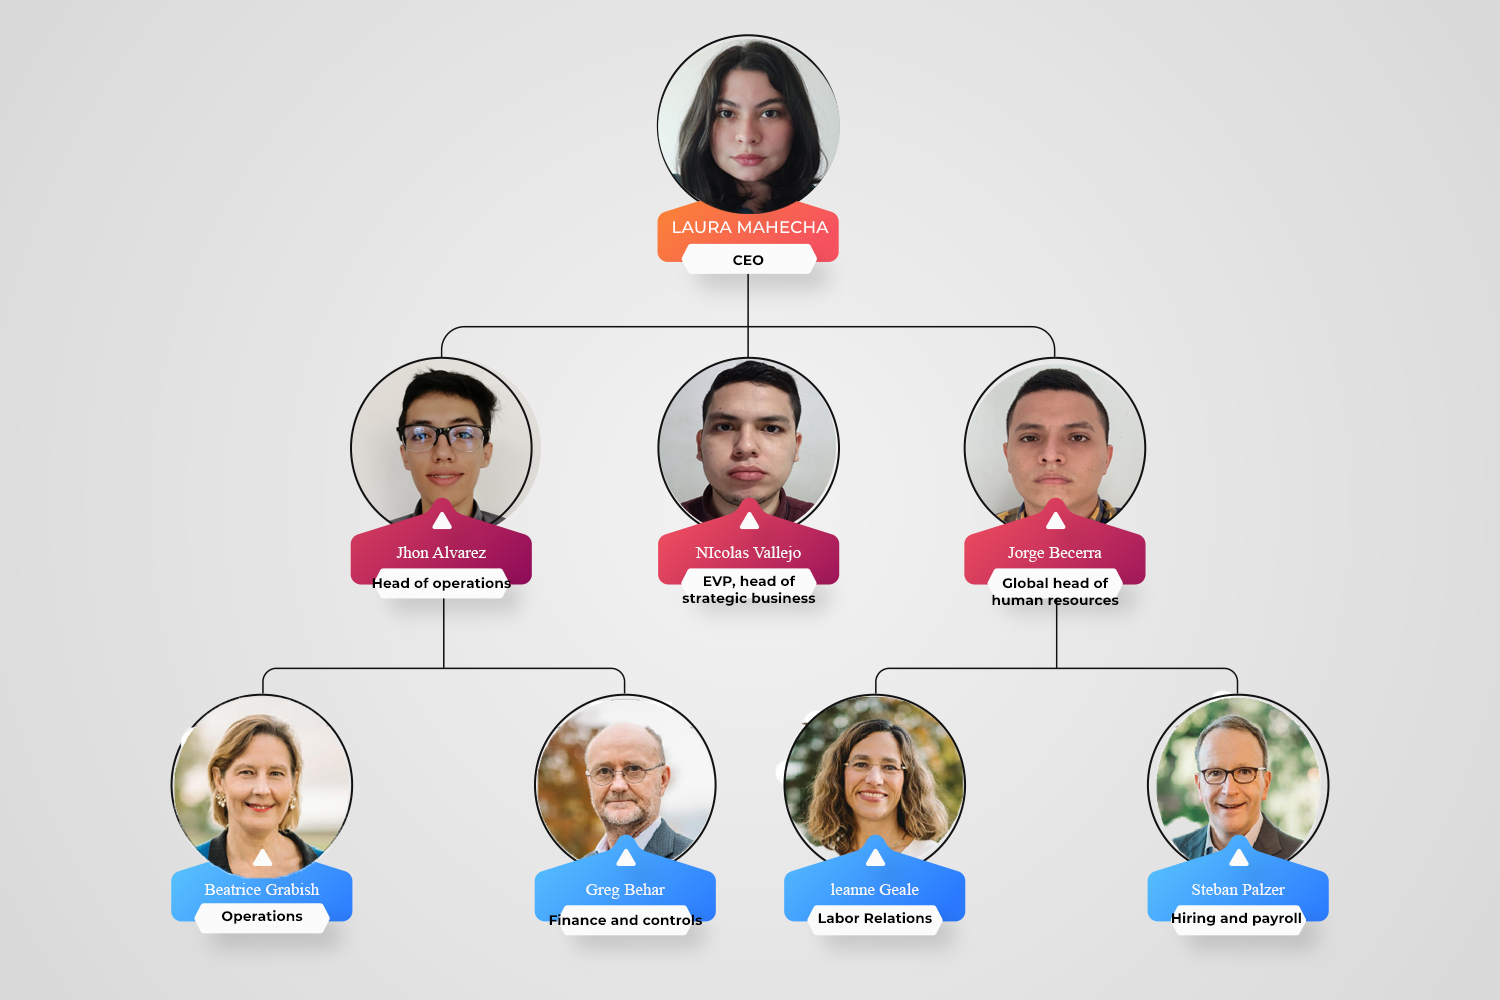 LAURA MAHECHA
CEO
Jhon Alvarez
Head of operations
NIcolas Vallejo
EVP, head of
strategic business
Jorge Becerra
Global head of
human resources
Beatrice Grabish
Operations
Greg Behar
Finance and controls
leanne Geale
Labor Relations
Steban Palzer
Hiring and payroll